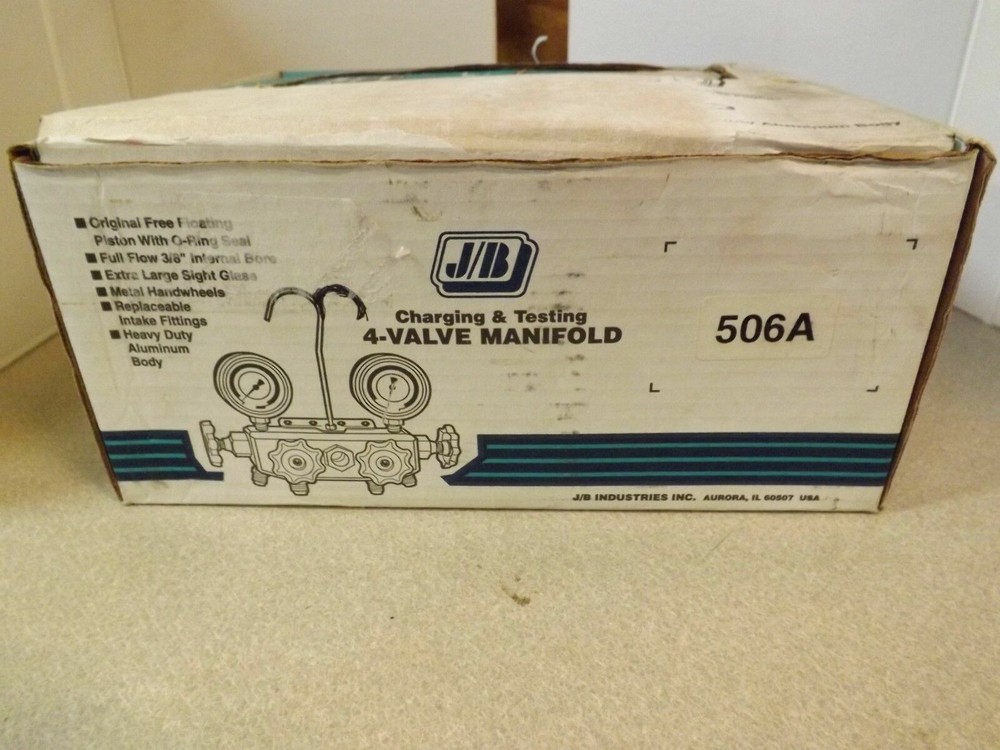 Aluminum Body
■ Original Free Floating
Piston With O-Ring Seal
■ Full Flow 3/8" Internal Bore
■ Extra Large Sight Glass
■ Metal Handwheels
■ Replaceable
Intake Fittings
■ Heavy Duty
Aluminum
Body
J/B
Charging & Testing
4-VALVE MANIFOLD
506A
J/B INDUSTRIES INC. AURORA, IL 60507 USA